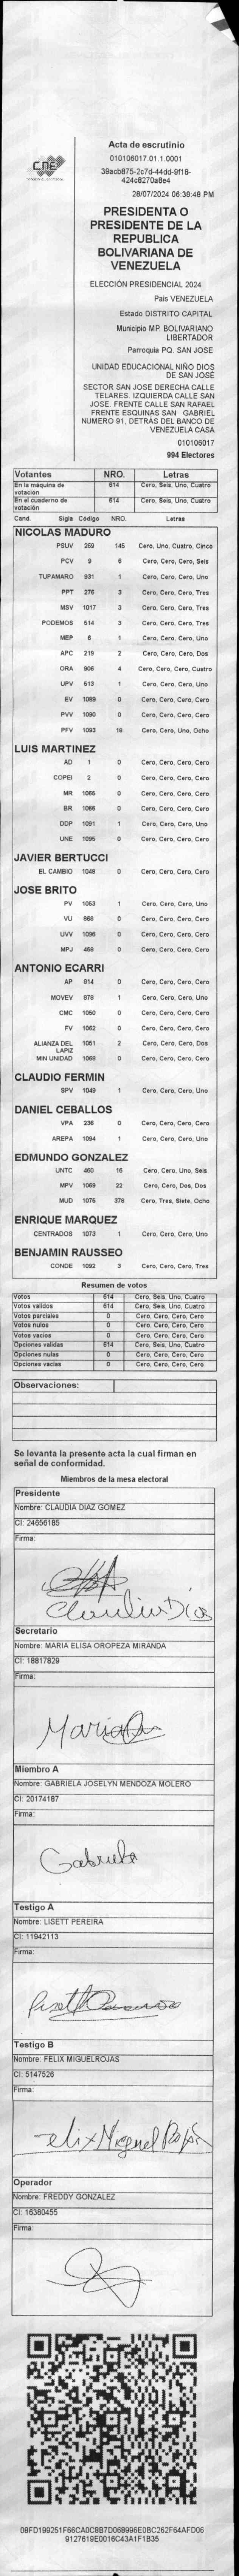 CNE
Acta de escrutinio
010106017.01.1.0001
39acb875-2c7d-44dd-9f18-
424c8270a8e4
28/07/2024 06:38:48 PM
PRESIDENTA O
PRESIDENTE DE LA
REPUBLICA
BOLIVARIANA DE
VENEZUELA
ELECCIÓN PRESIDENCIAL 2024
País VENEZUELA
Estado DISTRITO CAPITAL
Municipio MP. BOLIVARIANO
LIBERTADOR
Parroquia PQ. SAN JOSE
UNIDAD EDUCACIONAL NIÑO DIOS
DE SAN JOSÉ
SECTOR SAN JOSE DERECHA CALLE
TELARES. IZQUIERDA CALLE SAN
JOSE. FRENTE CALLE SAN RAFAEL
FRENTE ESQUINAS SAN GABRIEL
NUMERO 91, DETRÁS DEL BANCO DE
VENEZUELA CASA
010106017
994 Electores
Votantes NRO. Letras
En la máquina de votación 614 Cero, Seis, Uno, Cuatro
En el cuaderno de votación 614 Cero, Seis, Uno, Cuatro
Cand. Sigla Código NRO. Letras
NICOLAS MADURO
PSUV 269 145 Cero, Uno, Cuatro, Cinco
PCV 9 6 Cero, Cero, Cero, Seis
TUPAMARO 931 1 Cero, Cero, Cero, Uno
PPT 276 3 Cero, Cero, Cero, Tres
MSV 1017 3 Cero, Cero, Cero, Tres
PODEMOS 514 3 Cero, Cero, Cero, Tres
MEP 6 1 Cero, Cero, Cero, Uno
APC 219 2 Cero, Cero, Cero, Dos
ORA 906 4 Cero, Cero, Cero, Cuatro
UPV 513 1 Cero, Cero, Cero, Uno
EV 1089 0 Cero, Cero, Cero, Cero
PVV 1090 0 Cero, Cero, Cero, Cero
PFV 1093 18 Cero, Cero, Uno, Ocho
LUIS MARTINEZ
AD 1 0 Cero, Cero, Cero, Cero
COPEI 2 0 Cero, Cero, Cero, Cero
MR 1066 0 Cero, Cero, Cero, Cero
BR 1068 0 Cero, Cero, Cero, Cero
DDP 1091 1 Cero, Cero, Cero, Uno
UNE 1095 0 Cero, Cero, Cero, Cero
JAVIER BERTUCCI
EL CAMBIO 1048 0 Cero, Cero, Cero, Cero
JOSE BRITO
PV 1053 1 Cero, Cero, Cero, Uno
VU 868 0 Cero, Cero, Cero, Cero
UVV 1096 0 Cero, Cero, Cero, Cero
MPJ 468 0 Cero, Cero, Cero, Cero
ANTONIO ECARRI
AP 814 0 Cero, Cero, Cero, Cero
MOVEV 878 1 Cero, Cero, Cero, Uno
CMC 1050 0 Cero, Cero, Cero, Cero
FV 1062 0 Cero, Cero, Cero, Cero
ALIANZA DEL LAPIZ 1051 2 Cero, Cero, Cero, Dos
MIN UNIDAD 1068 0 Cero, Cero, Cero, Cero
CLAUDIO FERMIN
SPV 1049 1 Cero, Cero, Cero, Uno
DANIEL CEBALLOS
VPA 236 0 Cero, Cero, Cero, Cero
AREPA 1094 1 Cero, Cero, Cero, Uno
EDMUNDO GONZALEZ
UNTC 460 16 Cero, Cero, Uno, Seis
MPV 1069 22 Cero, Cero, Dos, Dos
MUD 1075 378 Cero, Tres, Siete, Ocho
ENRIQUE MARQUEZ
CENTRADOS 1073 1 Cero, Cero, Cero, Uno
BENJAMIN RAUSSEO
CONDE 1092 3 Cero, Cero, Cero, Tres
Resumen de votos
Votos 614 Cero, Seis, Uno, Cuatro
Votos validos 614 Cero, Seis, Uno, Cuatro
Votos parciales 0 Cero, Cero, Cero, Cero
Votos nulos 0 Cero, Cero, Cero, Cero
Votos vacios 0 Cero, Cero, Cero, Cero
Opciones validas 614 Cero, Seis, Uno, Cuatro
Opciones nulas 0 Cero, Cero, Cero, Cero
Opciones vacias 0 Cero, Cero, Cero, Cero
Observaciones:
Se levanta la presente acta la cual firman en
señal de conformidad.
Miembros de la mesa electoral
Presidente
Nombre: CLAUDIA DIAZ GOMEZ
CI: 24656185
Firma:
Claudia Días
Secretario
Nombre: MARIA ELISA OROPEZA MIRANDA
CI: 18817829
Firma:
Maria
Miembro A
Nombre: GABRIELA JOSELYN MENDOZA MOLERO
CI: 20174187
Firma:
Gabriela
Testigo A
Nombre: LISETT PEREIRA
CI: 11942113
Firma:
Lisett
Testigo B
Nombre: FELIX MIGUELROJAS
CI: 5147526
Firma:
Felix Miguel Rojas
Operador
Nombre: FREDDY GONZALEZ
CI: 16380455
Firma:
08FD199251F66CA0C8B7D068996E0BC262F64AFD06
9127619E0016C43A1F1B35